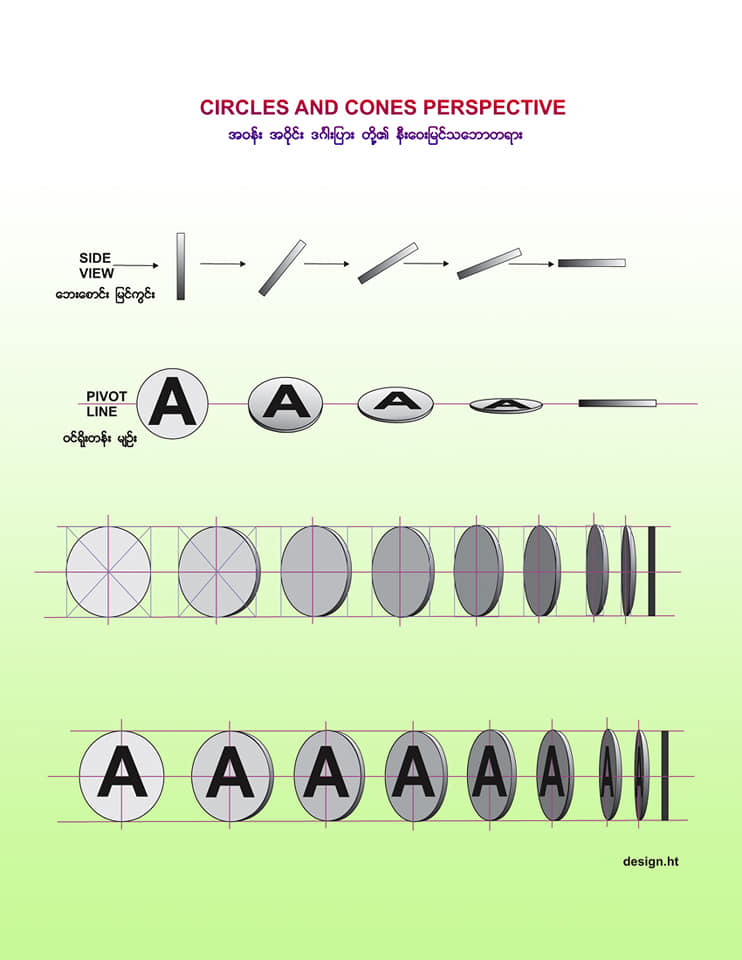 CIRCLES AND CONES PERSPECTIVE
အဝန်း အဝိုင်း ဒင်္ဂါးပြား တို့၏ နီးဝေးမြင်သဘောတရား
SIDE
VIEW
ဘေးစောင်း မြင်ကွင်း
PIVOT
LINE
ဝင်ရိုးတန်း မျဉ်း
A A A A
A A A A A A A A
design.ht